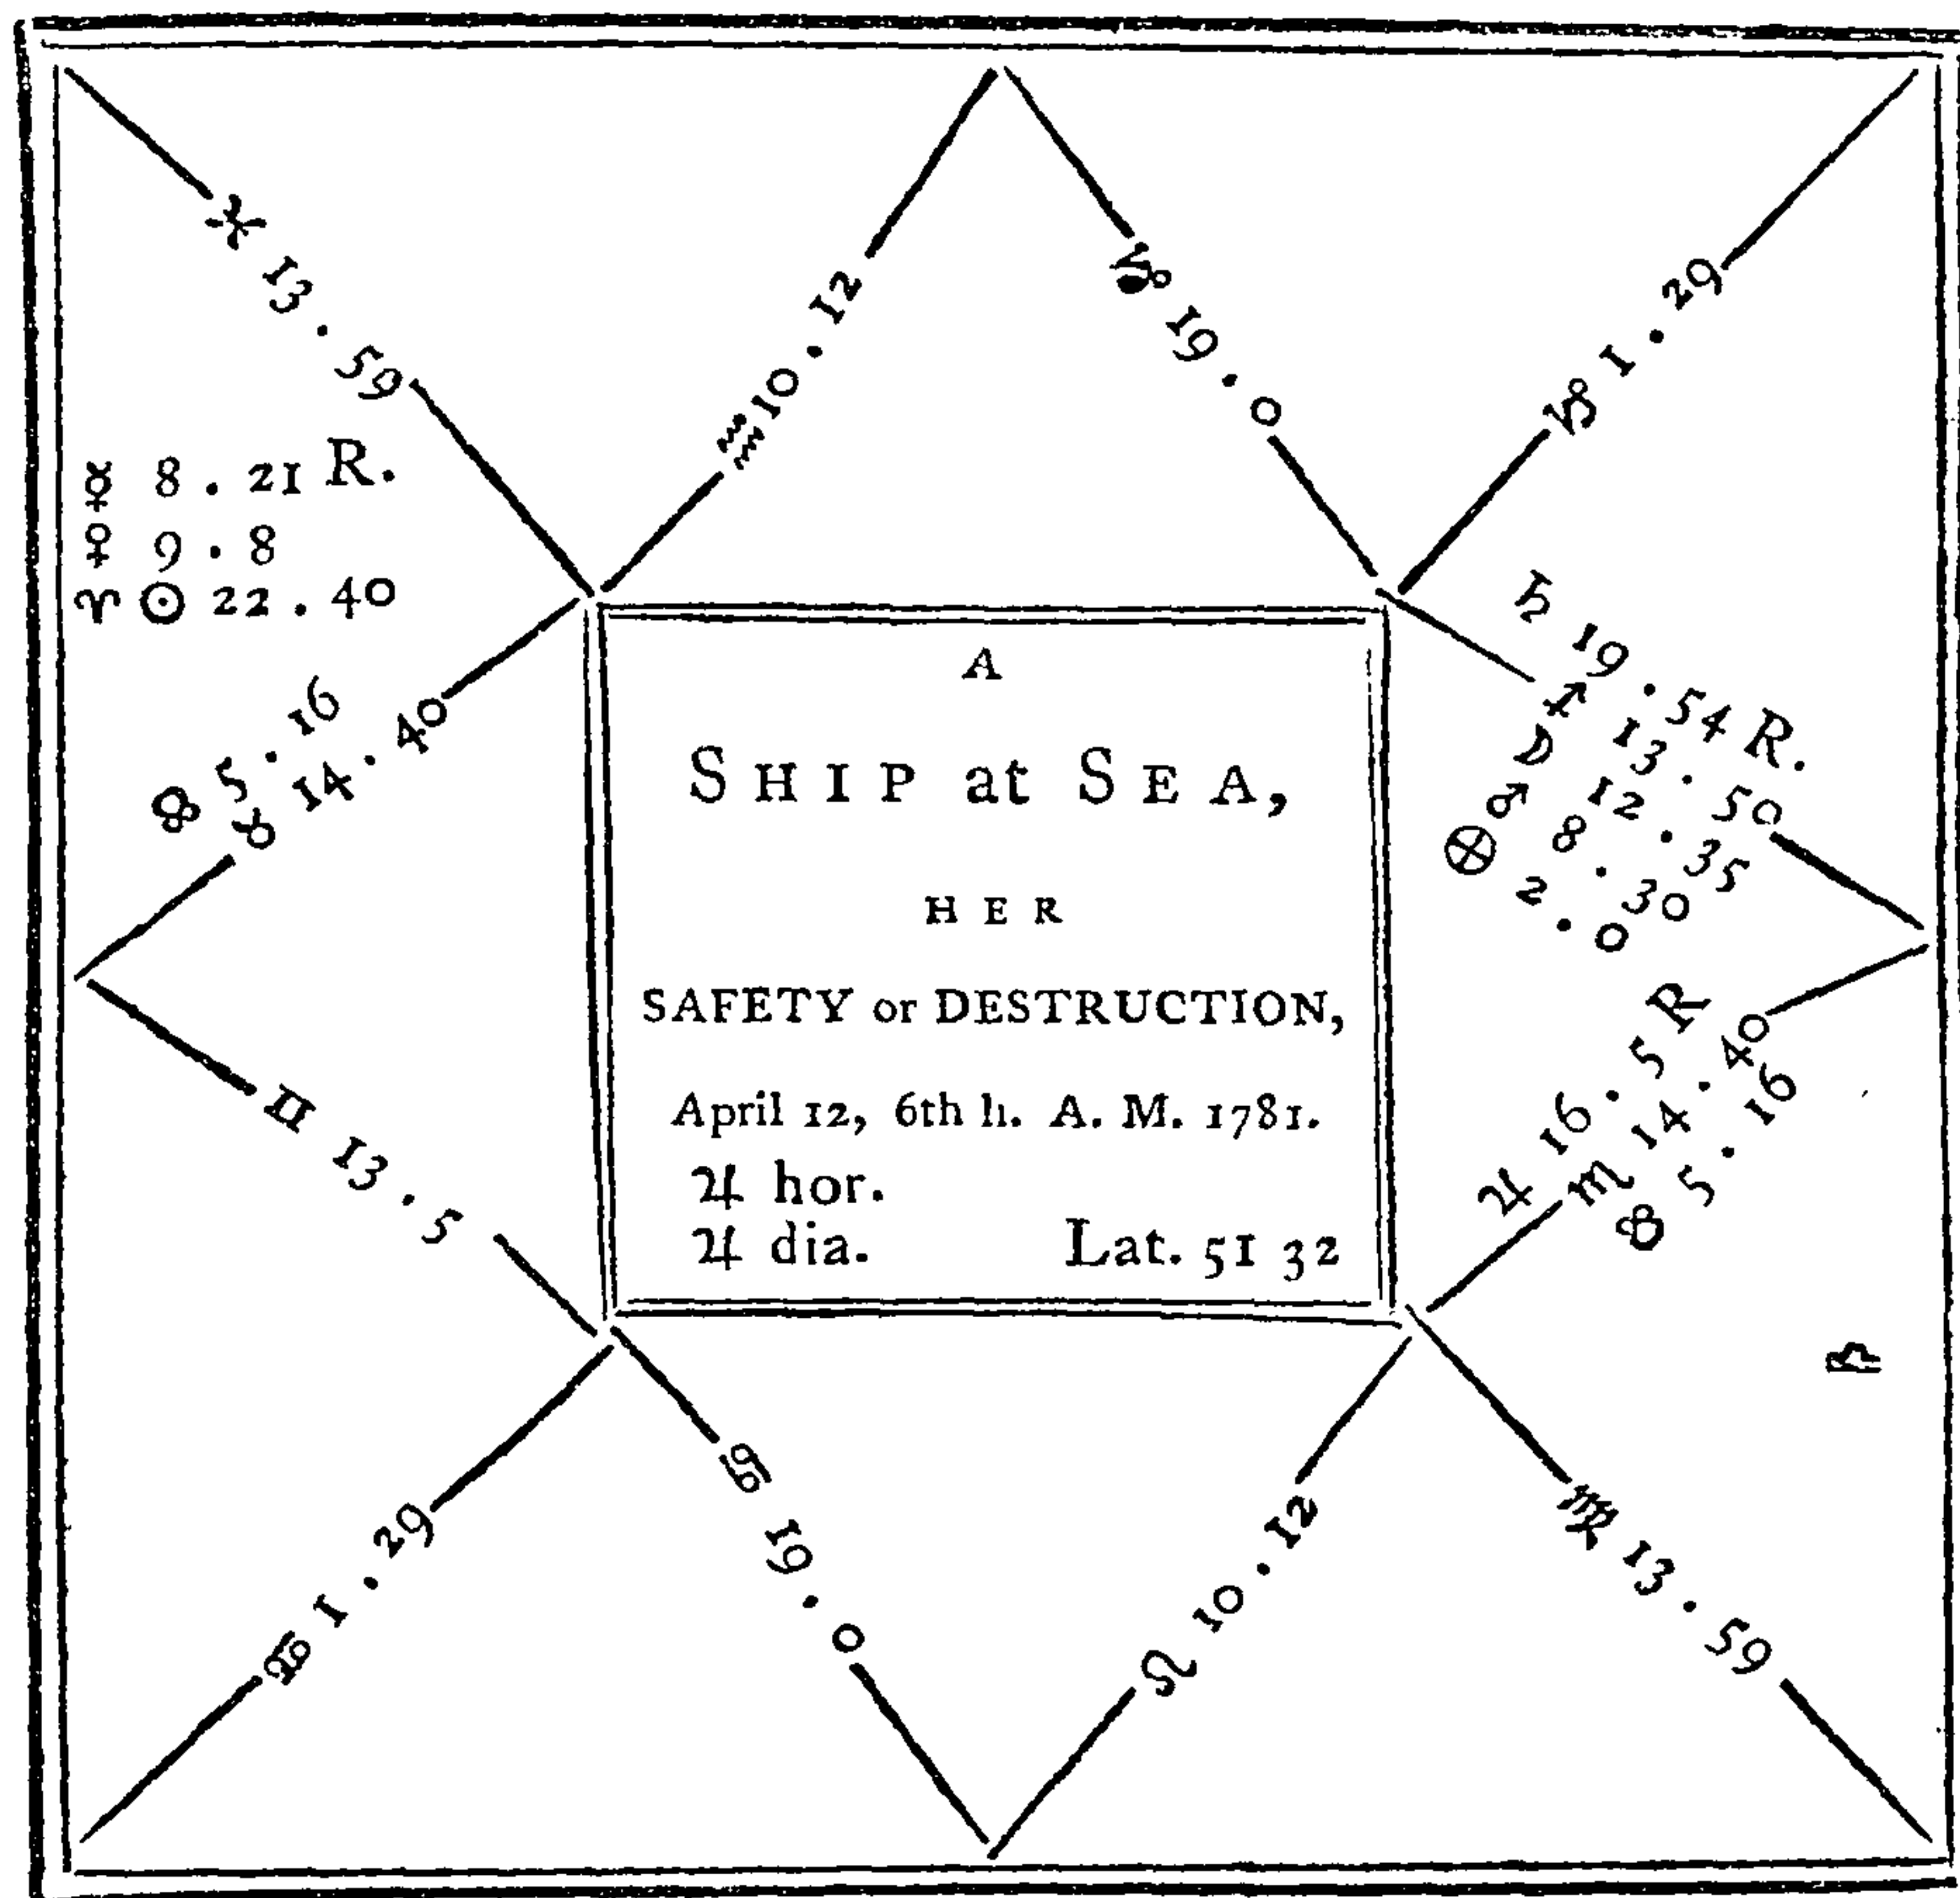 ♓ 13 . 59
♒ 10 . 12
♑ 19 . 0
♑ 1 . 29
☿ 8 . 21 R.
♀ 9 . 8
♈ ☉ 22 . 40
☊ 5 . 16
♉ 14 . 40
♄ 19 . 54 R.
♐ 13 . 50
☽ 12 . 35
♂ 8 . 30
⊗ 2 . 0
A
SHIP at SEA,
HER
SAFETY or DESTRUCTION,
April 12, 6th h. A. M. 1781.
♃ hor.
♃ dia. Lat. 51 32
♃ 16 . 5 R
♏ 14 . 40
☋ 5 . 16
♎
♊ 13 . 5
♋ 1 . 29
♋ 19 . 0
♌ 10 . 12
♍ 13 . 59